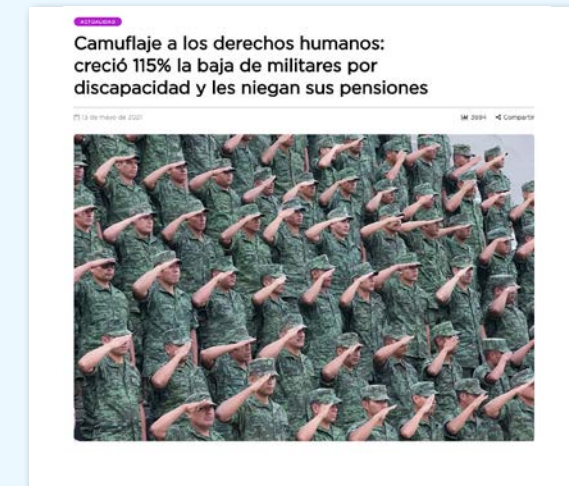 ACTUALIDAD
Camuflaje a los derechos humanos:
creció 115% la baja de militares por
discapacidad y les niegan sus pensiones
13 de mayo de 2021
3694 Compartir